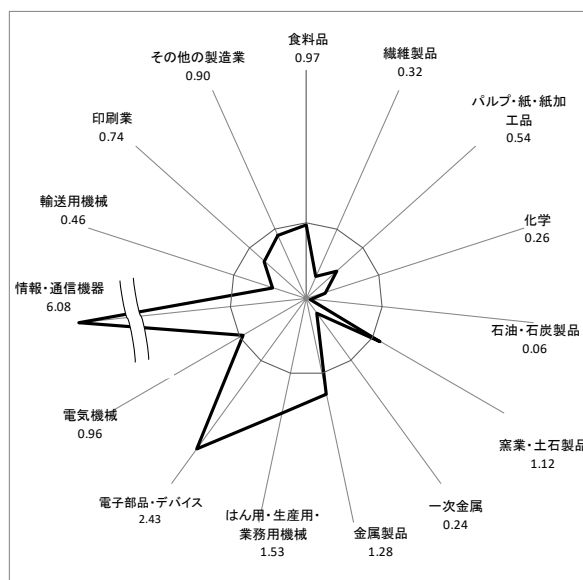 食料品
0.97
繊維製品
0.32
パルプ・紙・紙加
工品
0.54
化学
0.26
石油・石炭製品
0.06
窯業・土石製品
1.12
一次金属
0.24
金属製品
1.28
はん用・生産用・
業務用機械
1.53
電子部品・デバイス
2.43
電気機械
0.96
情報・通信機器
6.08
輸送用機械
0.46
印刷業
0.74
その他の製造業
0.90